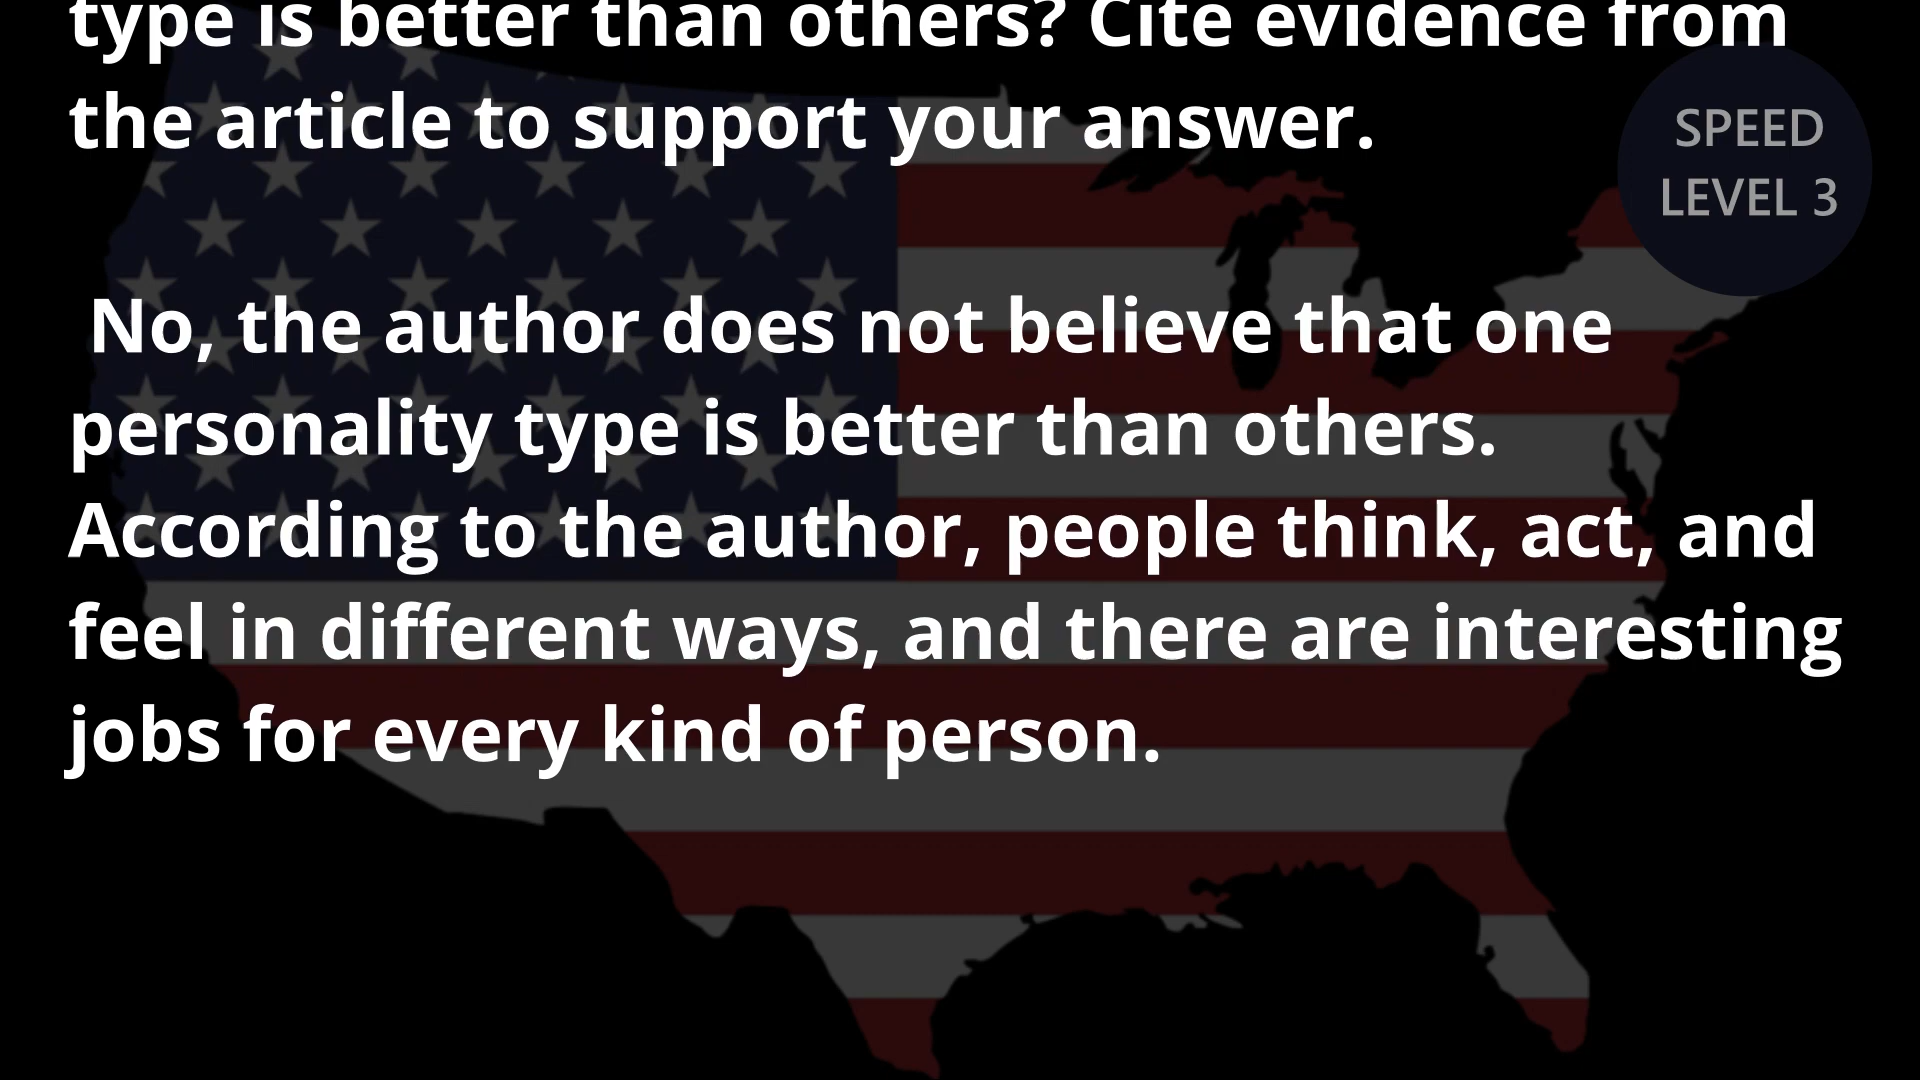 type is better than others? Cite evidence from
the article to support your answer.
SPEED
LEVEL 3
No, the author does not believe that one
personality type is better than others.
According to the author, people think, act, and
feel in different ways, and there are interesting
jobs for every kind of person.